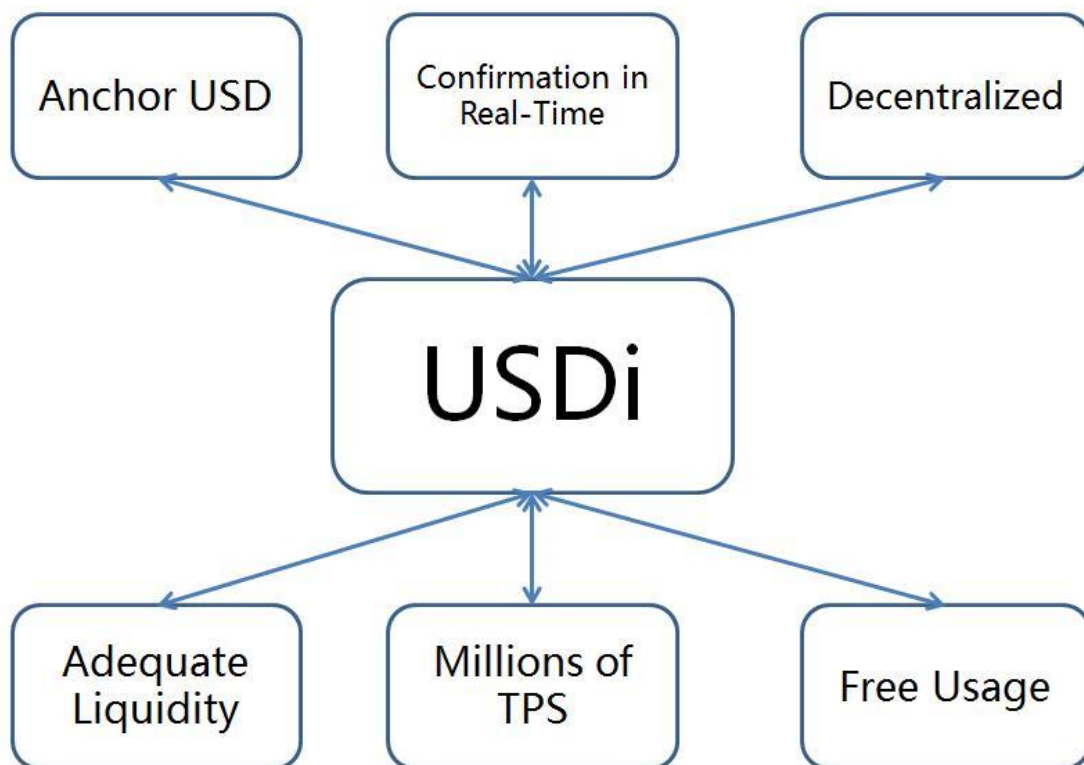 Anchor USD
Confirmation in
Real-Time
Decentralized
USDi
Adequate
Liquidity
Millions of
TPS
Free Usage